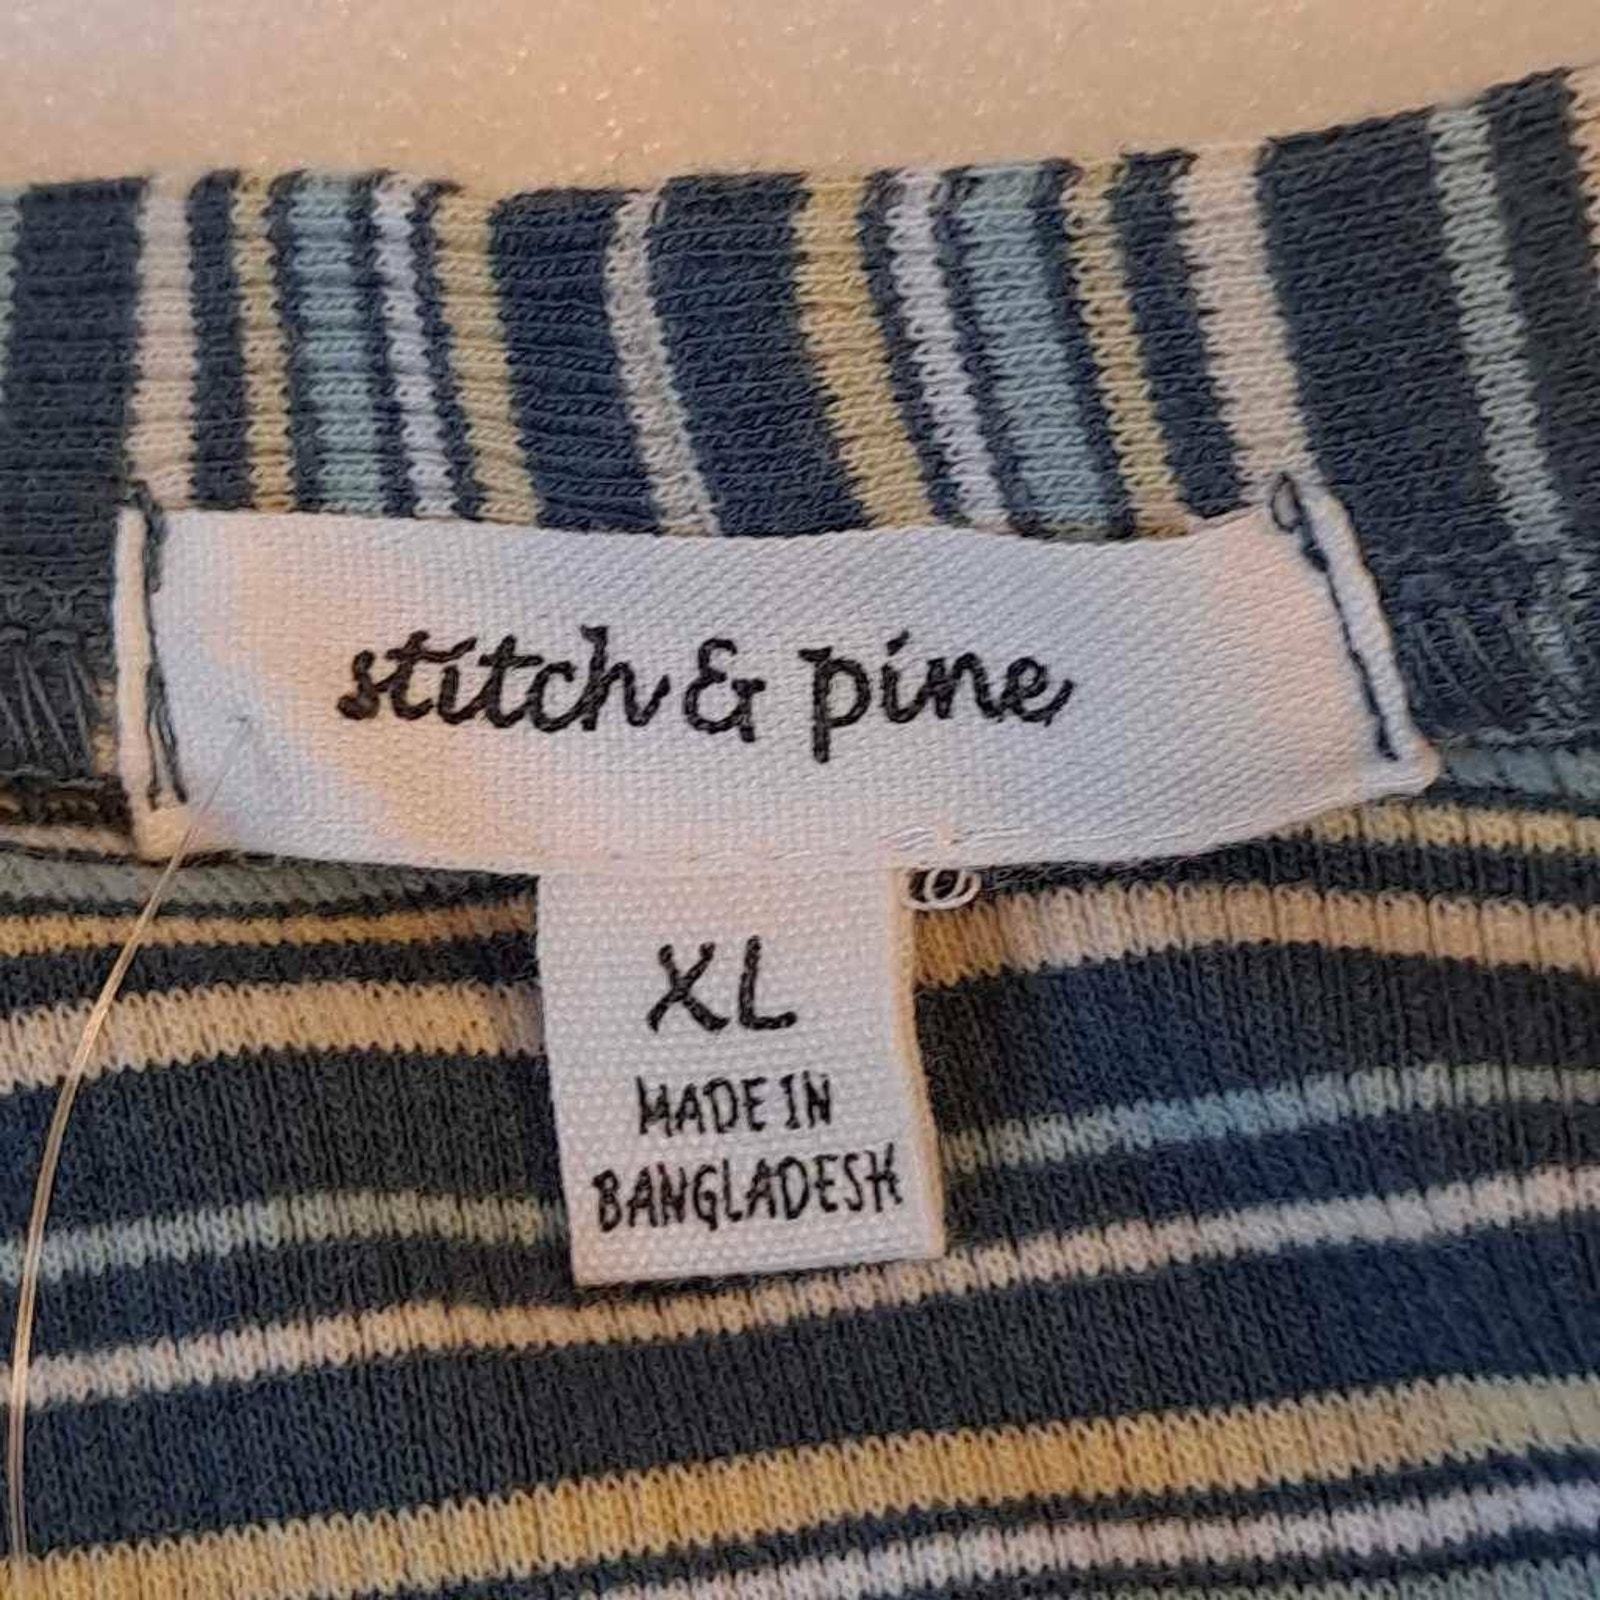 stitch & pine
XL
MADE IN
BANGLADESH